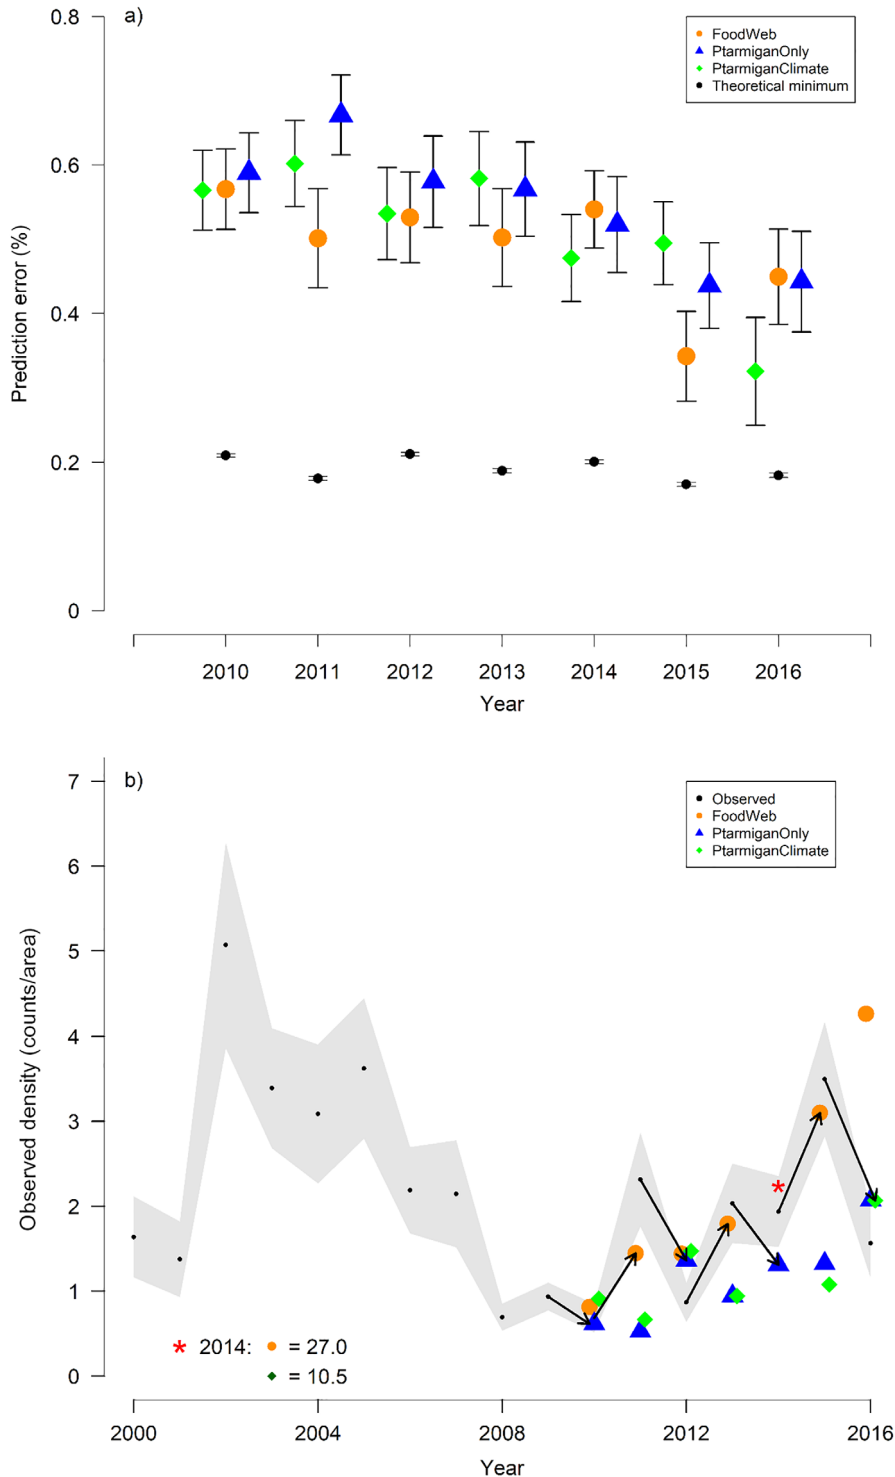 a)
FoodWeb
PtarmiganOnly
PtarmiganClimate
Theoretical minimum
Prediction error (%)
0.8
0.6
0.4
0.2
0
2010 2011 2012 2013 2014 2015 2016
Year
b)
Observed
FoodWeb
PtarmiganOnly
PtarmiganClimate
Observed density (counts/area)
7
6
5
4
3
2
1
0
*
* 2014: = 27.0
= 10.5
2000 2004 2008 2012 2016
Year